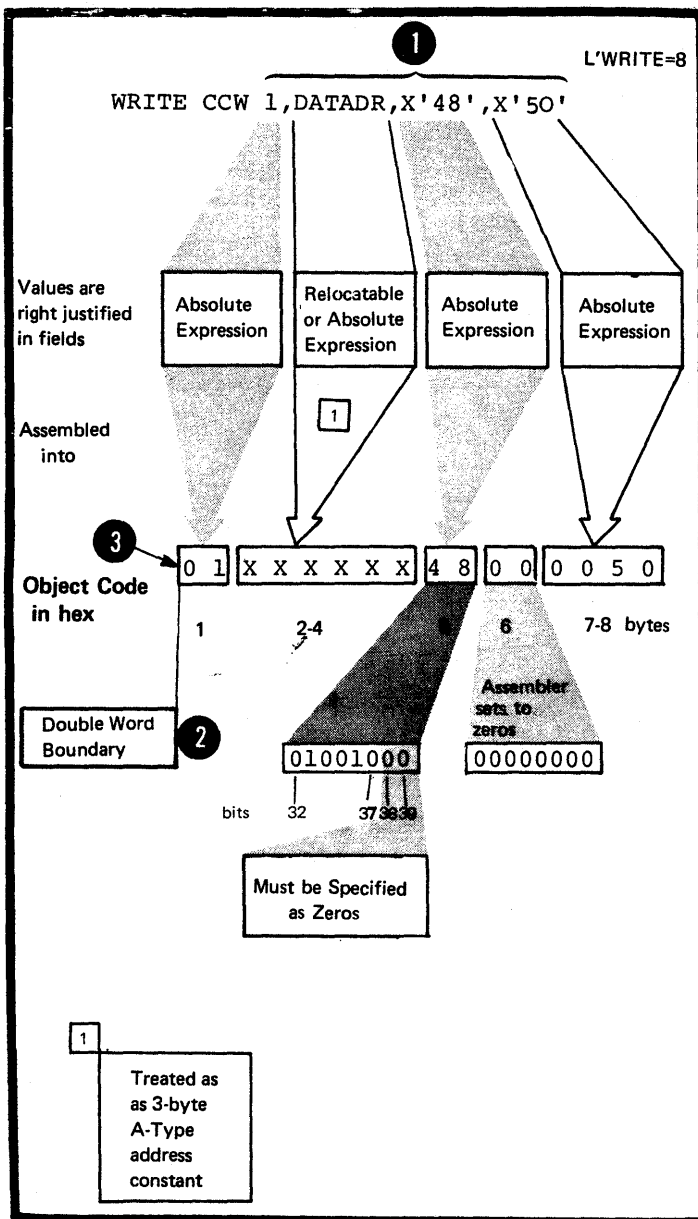 1
L'WRITE=8
WRITE CCW 1,DATADR,X'48',X'50'
Values are
right justified
in fields
Absolute
Expression
Relocatable
or Absolute
Expression
Absolute
Expression
Absolute
Expression
1
Assembled
into
3
0 1 X X X X X X 4 8 0 0 0 0 5 0
Object Code
in hex
1 2-4 5 6 7-8 bytes
Double Word
Boundary
2
Assembler
sets to
zeros
01001000 00000000
bits 32 37 38 39
Must be Specified
as Zeros
1
Treated as
as 3-byte
A-Type
address
constant